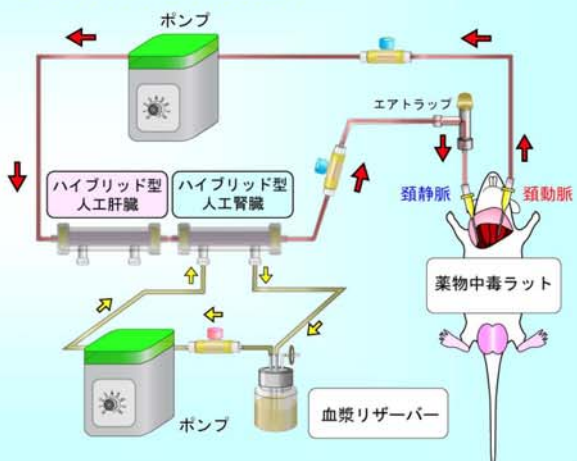 ポンプ
エアトラップ
ハイブリッド型
人工肝臓
ハイブリッド型
人工腎臓
頚静脈
頚動脈
薬物中毒ラット
血漿リザーバー
ポンプ